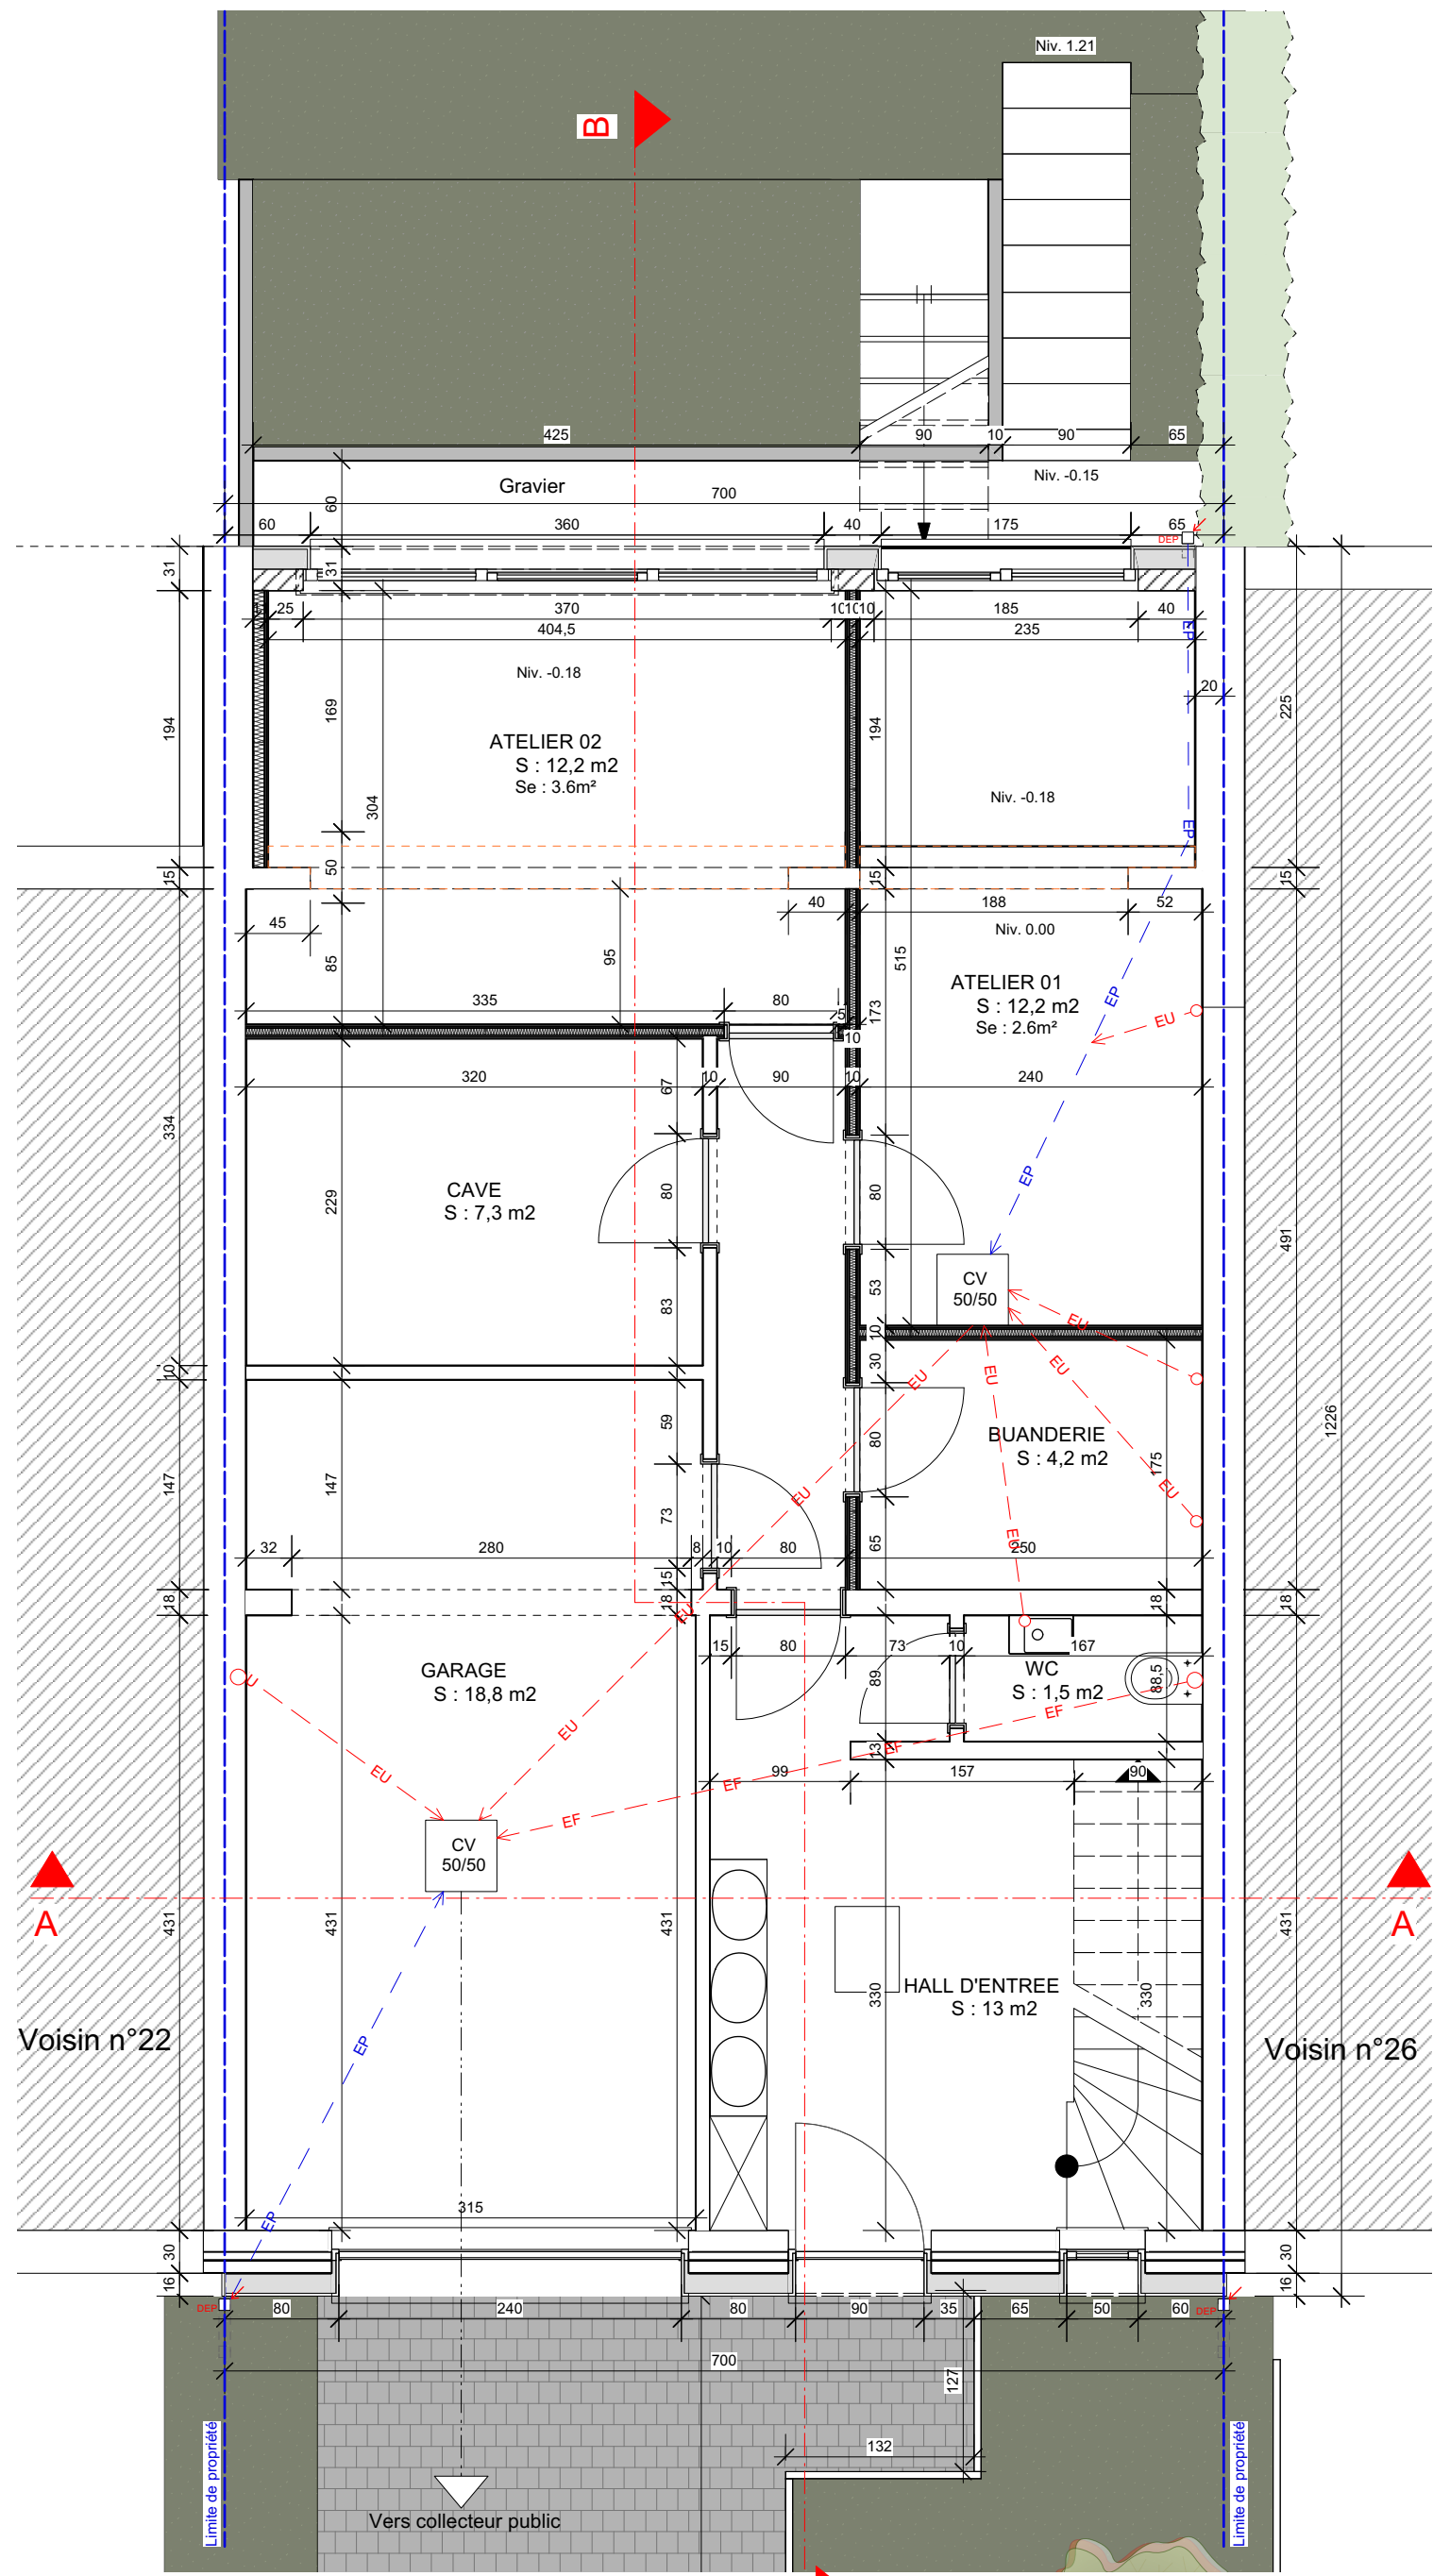 Niv. 1.21
B
425
90
10
90
65
Gravier
Niv. -0.15
700
60
60
360
40
175
65
DEP
31
31
25
370
10
10
10
185
40
404,5
235
EP
Niv. -0.18
20
194
169
194
225
ATELIER 02
S : 12,2 m2
Se : 3.6m²
304
Niv. -0.18
EP
50
15
15
15
40
188
52
45
Niv. 0.00
85
95
515
ATELIER 01
S : 12,2 m2
Se : 2.6m²
EP
EU
335
80
5
173
10
320
10
90
10
240
67
334
CAVE
S : 7,3 m2
229
80
80
EP
491
CV
50/50
83
53
EU
10
10
30
EU
EU
EU
59
80
BUANDERIE
S : 4,2 m2
175
1226
147
147
EU
EU
73
65
EU
32
280
8
10
80
250
15
18
18
18
18
EU
15
80
73
10
167
GARAGE
S : 18,8 m2
89
WC
S : 1,5 m2
88,5
EU
EF
EU
13
EF
99
157
90
EU
EF
EF
CV
50/50
A
A
431
431
431
431
330
HALL D'ENTREE
S : 13 m2
330
Voisin n°22
Voisin n°26
EP
315
EP
30
30
16
16
DEP
80
240
80
90
35
65
50
60
DEP
700
127
132
Limite de propriété
Limite de propriété
Vers collecteur public